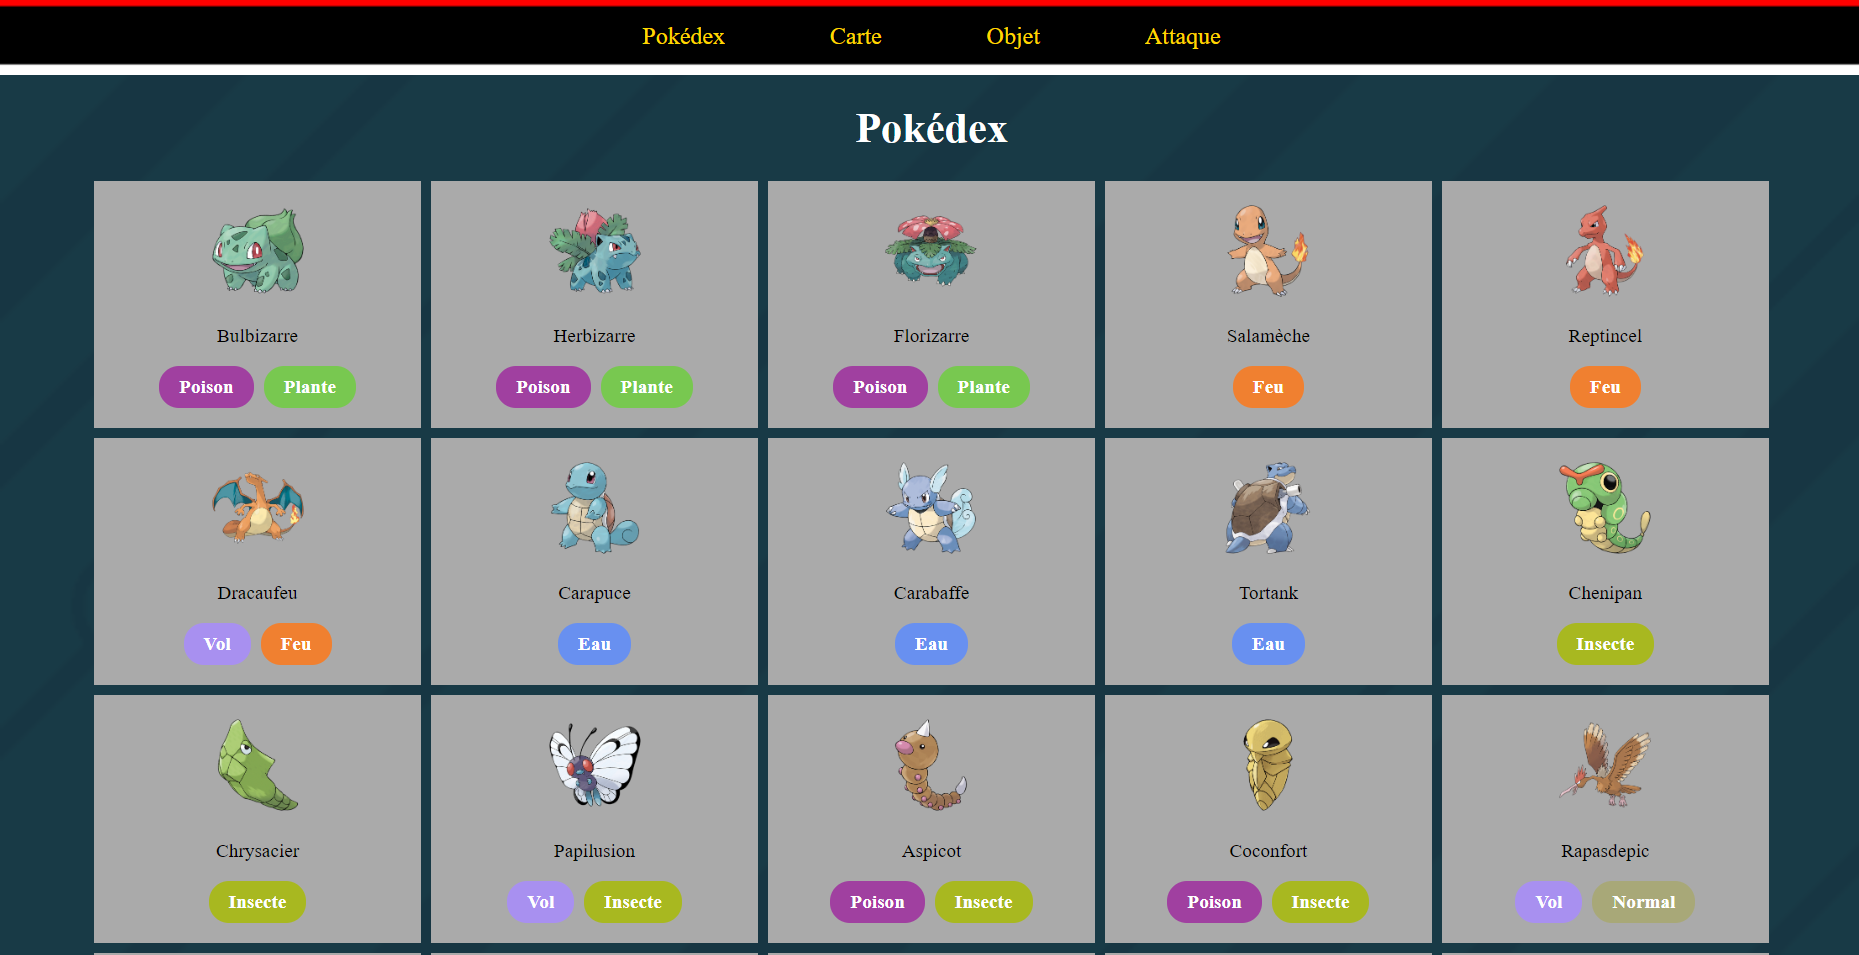 Pokédex Carte Objet Attaque
Pokédex
Bulbizarre Herbizarre Florizarre Salamèche Reptincel
Poison Plante Poison Plante Poison Plante Feu Feu
Dracaufeu Carapuce Carabaffe Tortank Chenipan
Vol Feu Eau Eau Eau Insecte
Chrysacier Papilusion Aspicot Coconfort Rapasdepic
Insecte Vol Insecte Poison Insecte Poison Insecte Vol Normal